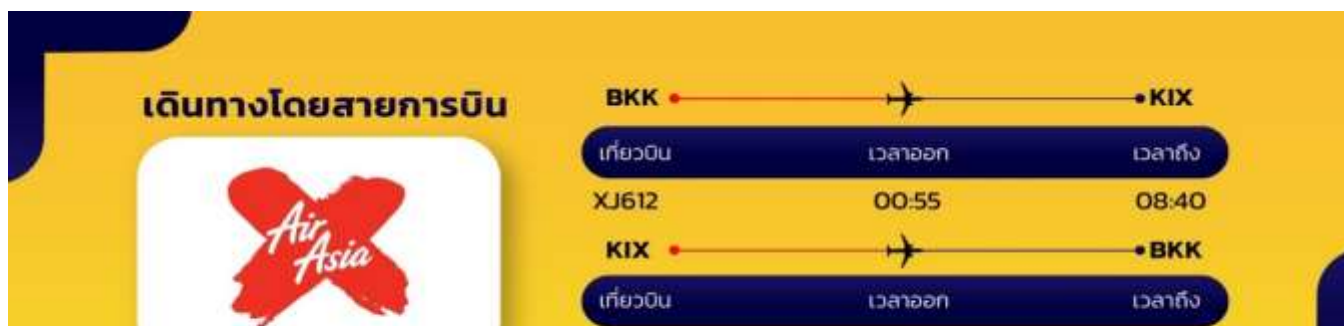 เดินทางโดยสายการบิน
Air
Asia
BKK KIX
เที่ยวบิน เวลาออก เวลาถึง
XJ612 00:55 08:40
KIX BKK
เที่ยวบิน เวลาออก เวลาถึง